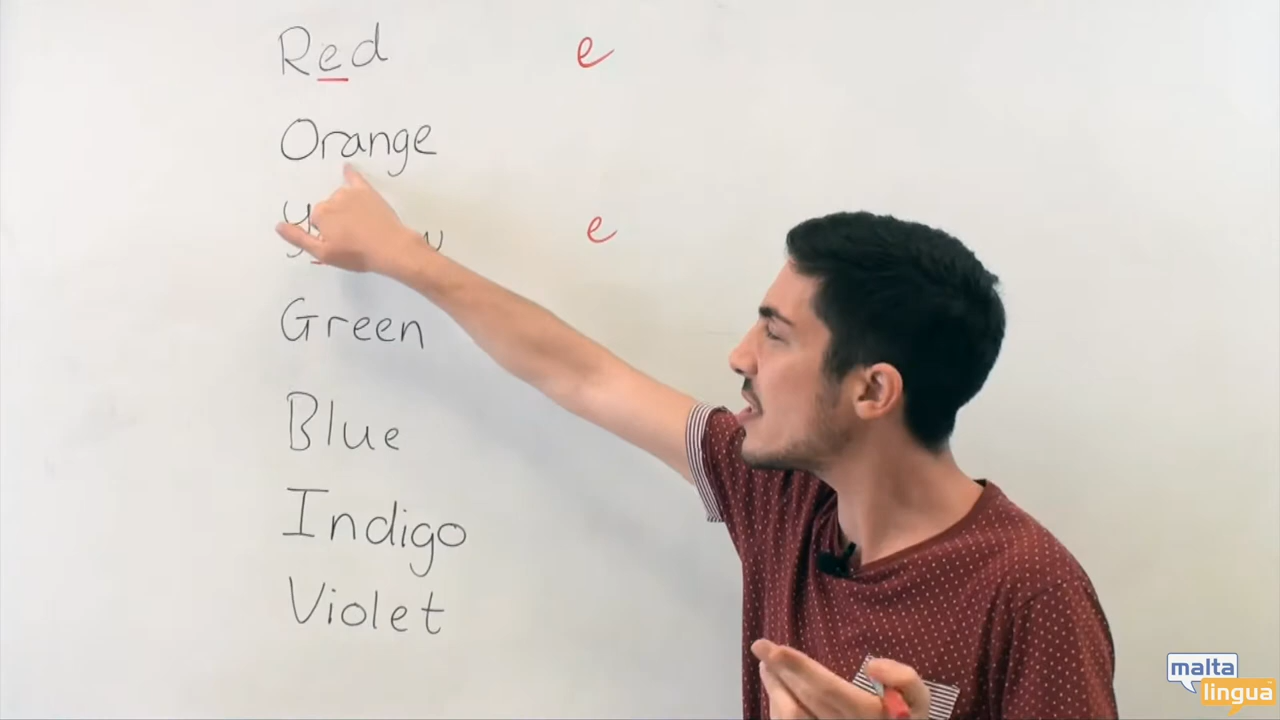 Red e
Orange
e
Green
Blue
Indigo
Violet
malta
lingua